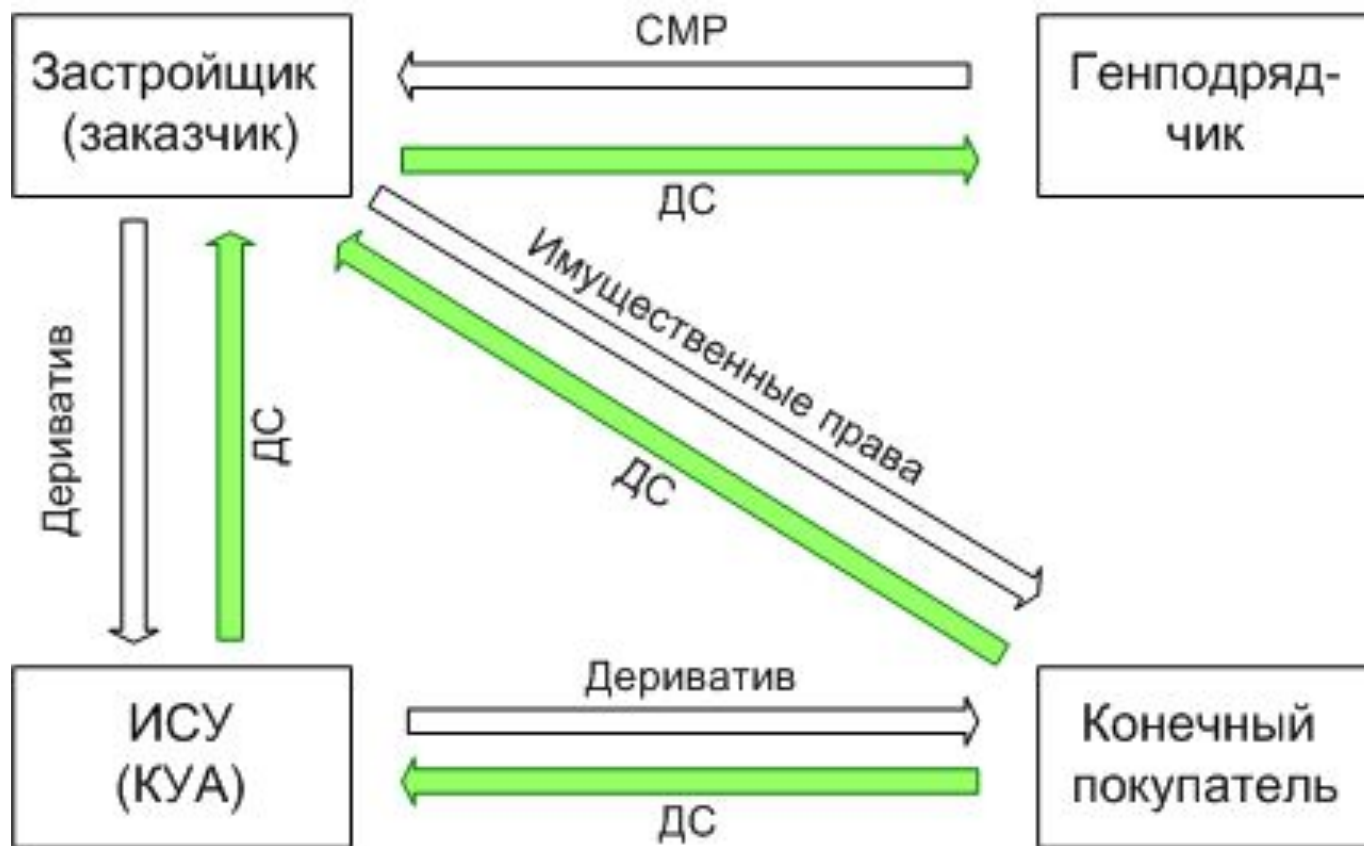 СМР
Застройщик
(заказчик)
Генподряд-
чик
ДС
Имущественные права
ДС
Дериватив
ДС
Дериватив
ИСУ
(КУА)
Конечный
покупатель
ДС